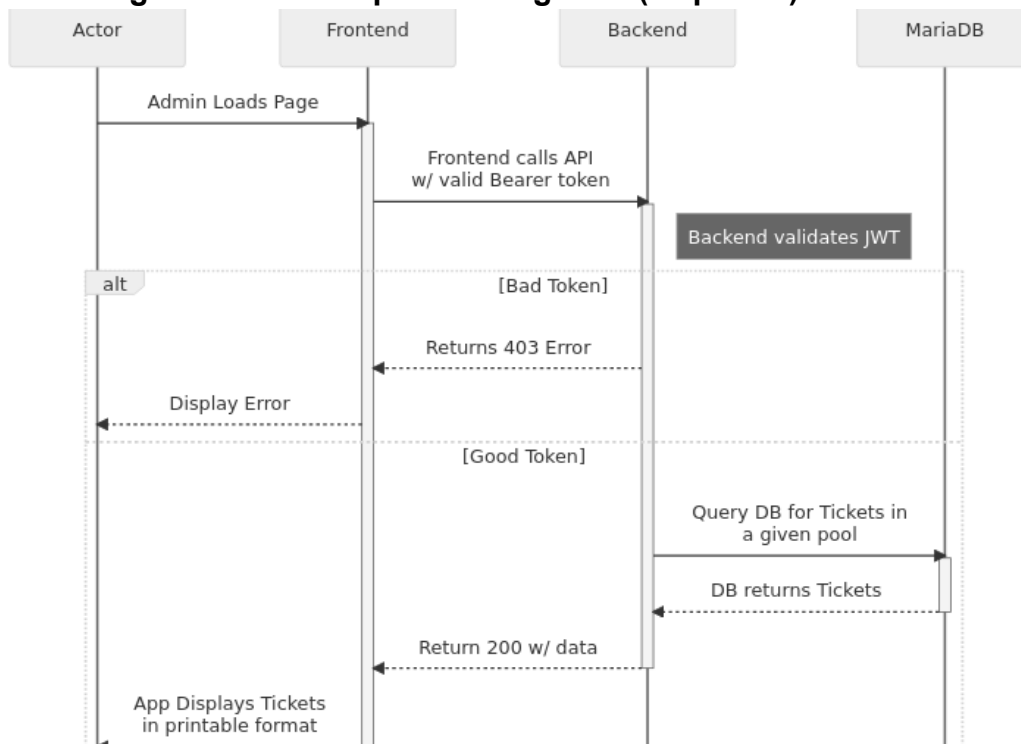 Actor
Frontend
Backend
MariaDB
Admin Loads Page
Frontend calls API
w/ valid Bearer token
Backend validates JWT
alt
[Bad Token]
Returns 403 Error
Display Error
[Good Token]
Query DB for Tickets in
a given pool
DB returns Tickets
Return 200 w/ data
App Displays Tickets
in printable format